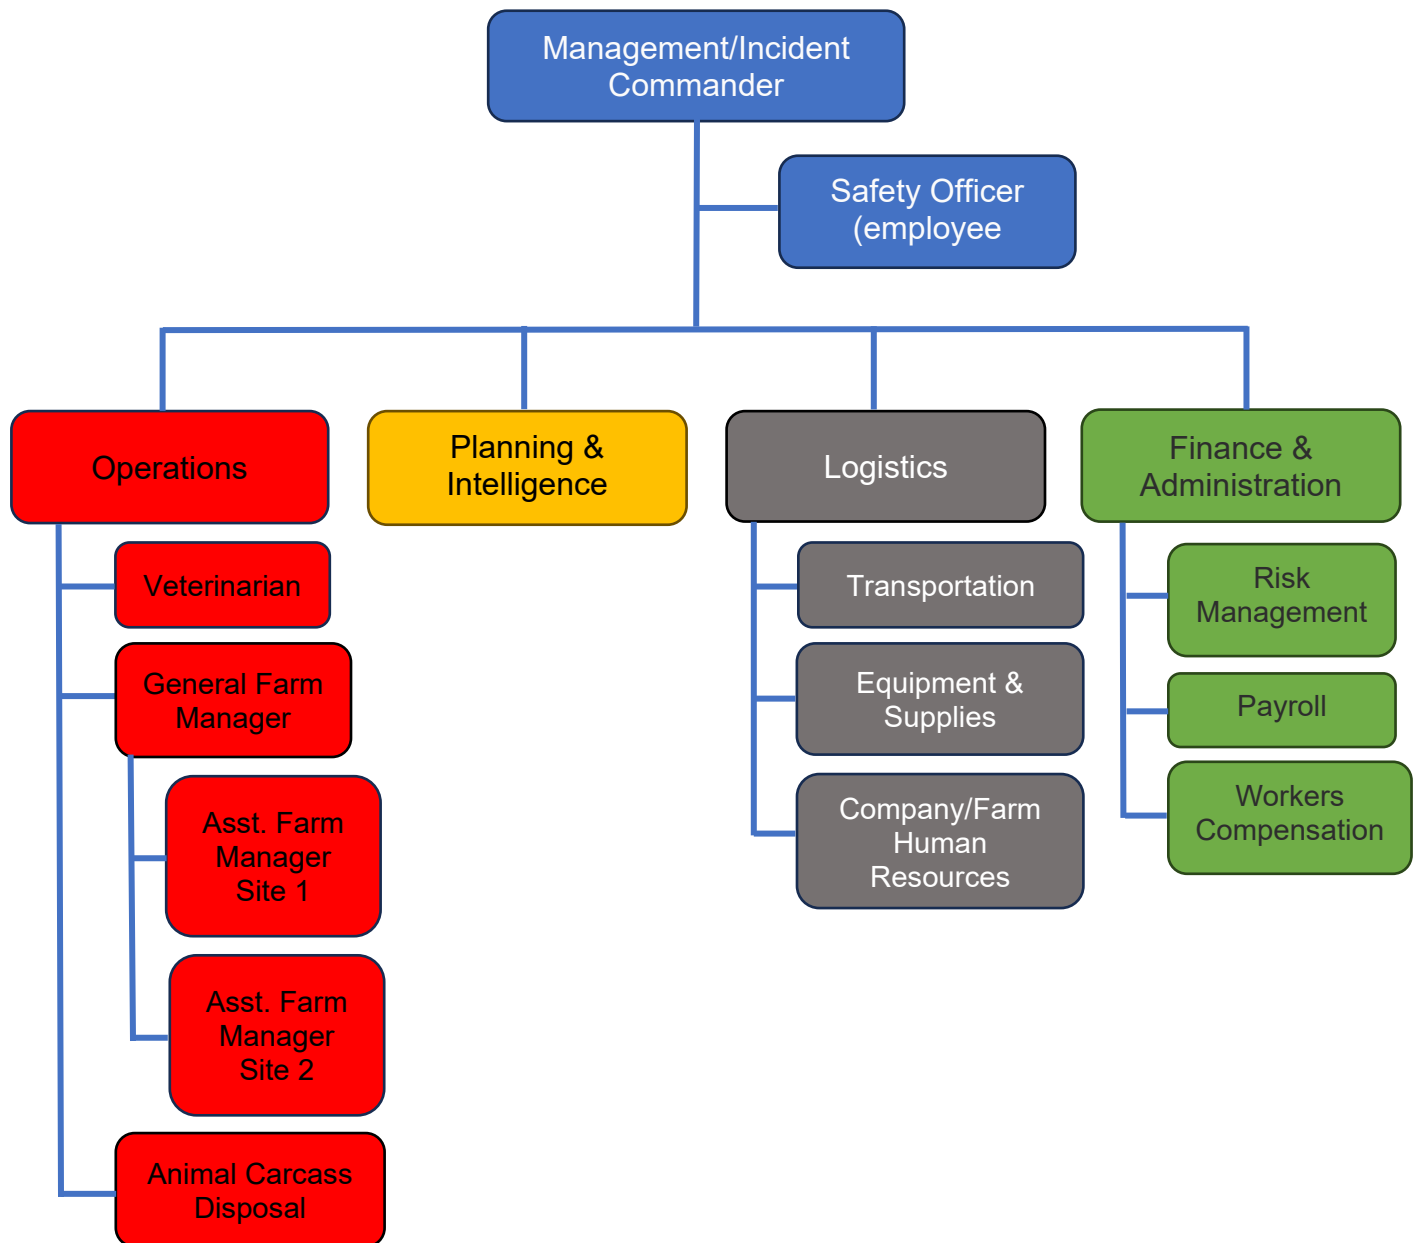 Management/Incident
Commander
Safety Officer
(employee
Operations
Planning &
Intelligence
Logistics
Finance &
Administration
Veterinarian
General Farm
Manager
Asst. Farm
Manager
Site 1
Asst. Farm
Manager
Site 2
Animal Carcass
Disposal
Transportation
Equipment &
Supplies
Company/Farm
Human
Resources
Risk
Management
Payroll
Workers
Compensation